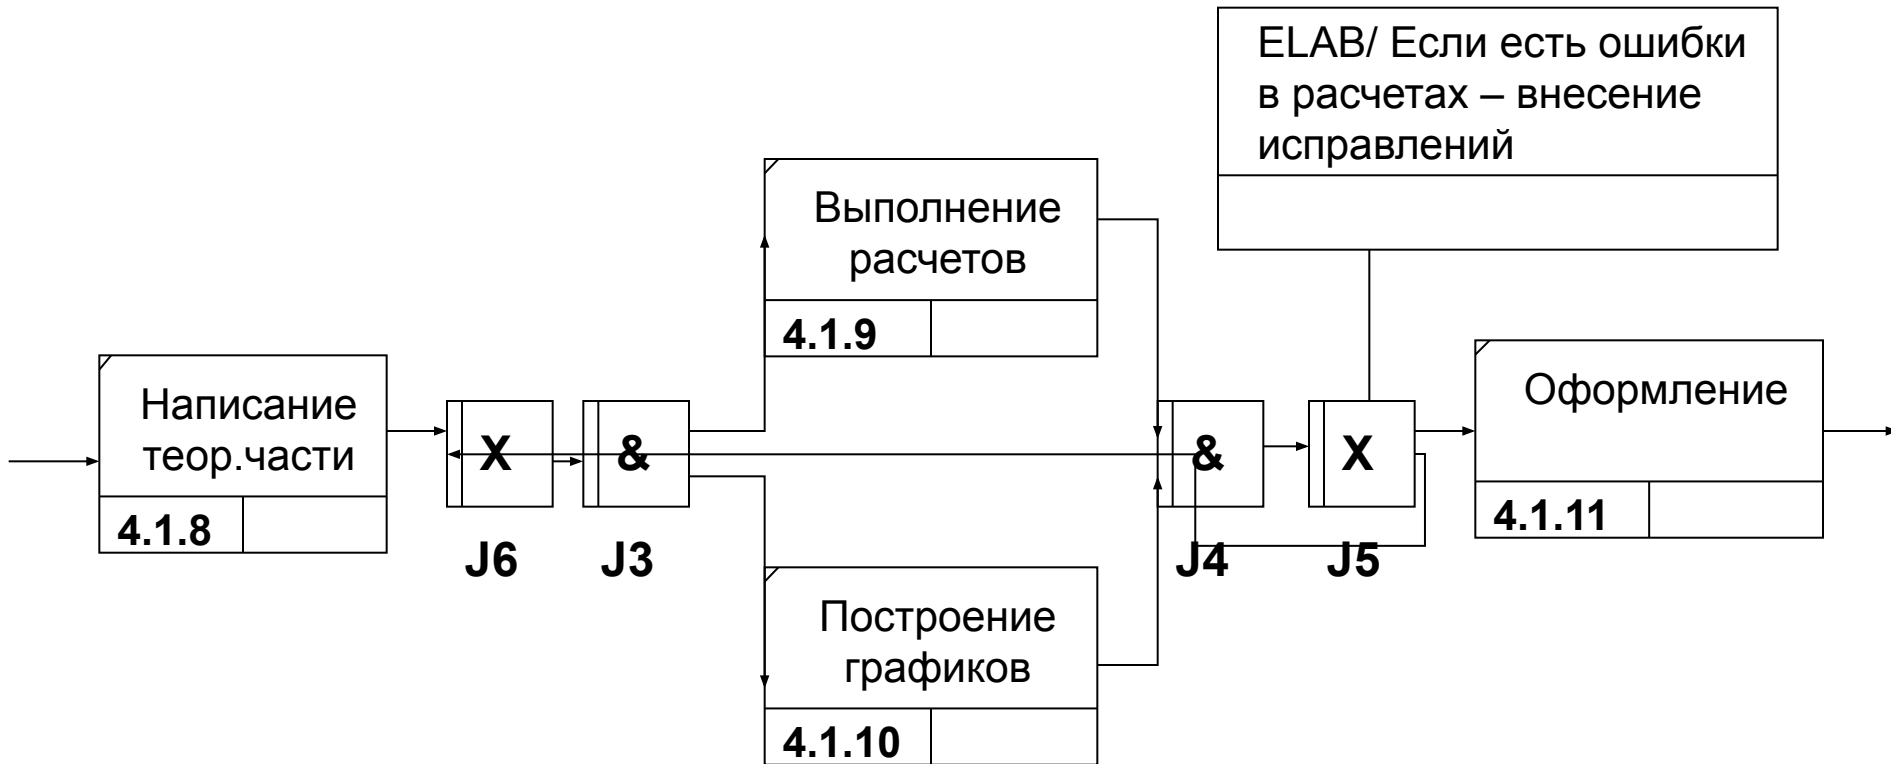 ELAB/ Если есть ошибки
в расчетах – внесение
исправлений
Выполнение
расчетов
4.1.9
Написание
теор.части
4.1.8
X
J6
&
J3
&
J4
X
J5
Оформление
4.1.11
Построение
графиков
4.1.10